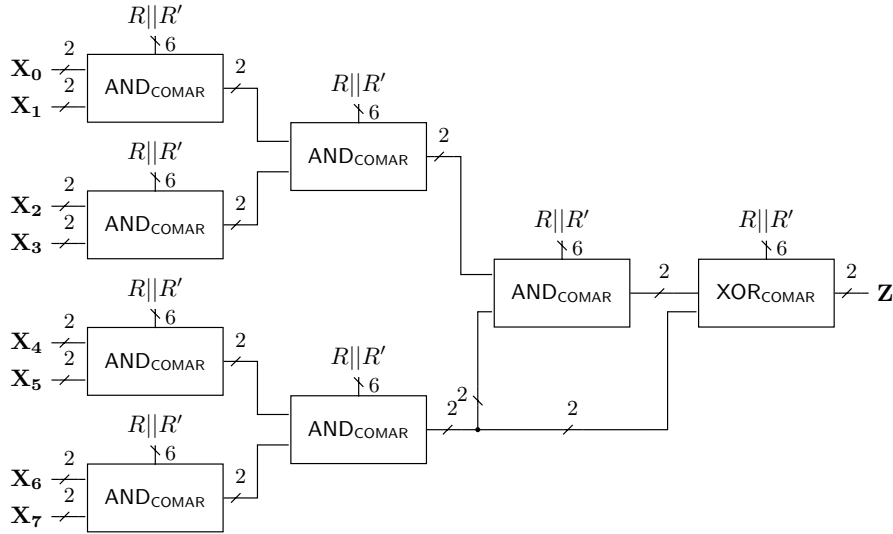 R||R′
6
2
X₀
2
X₁
AND_COMAR
2
R||R′
6
2
X₂
2
X₃
AND_COMAR
2
R||R′
6
AND_COMAR
2
R||R′
6
2
X₄
2
X₅
AND_COMAR
2
R||R′
6
2
X₆
2
X₇
AND_COMAR
2
R||R′
6
AND_COMAR
2
2
2
R||R′
6
AND_COMAR
2
R||R′
6
XOR_COMAR
2
Z